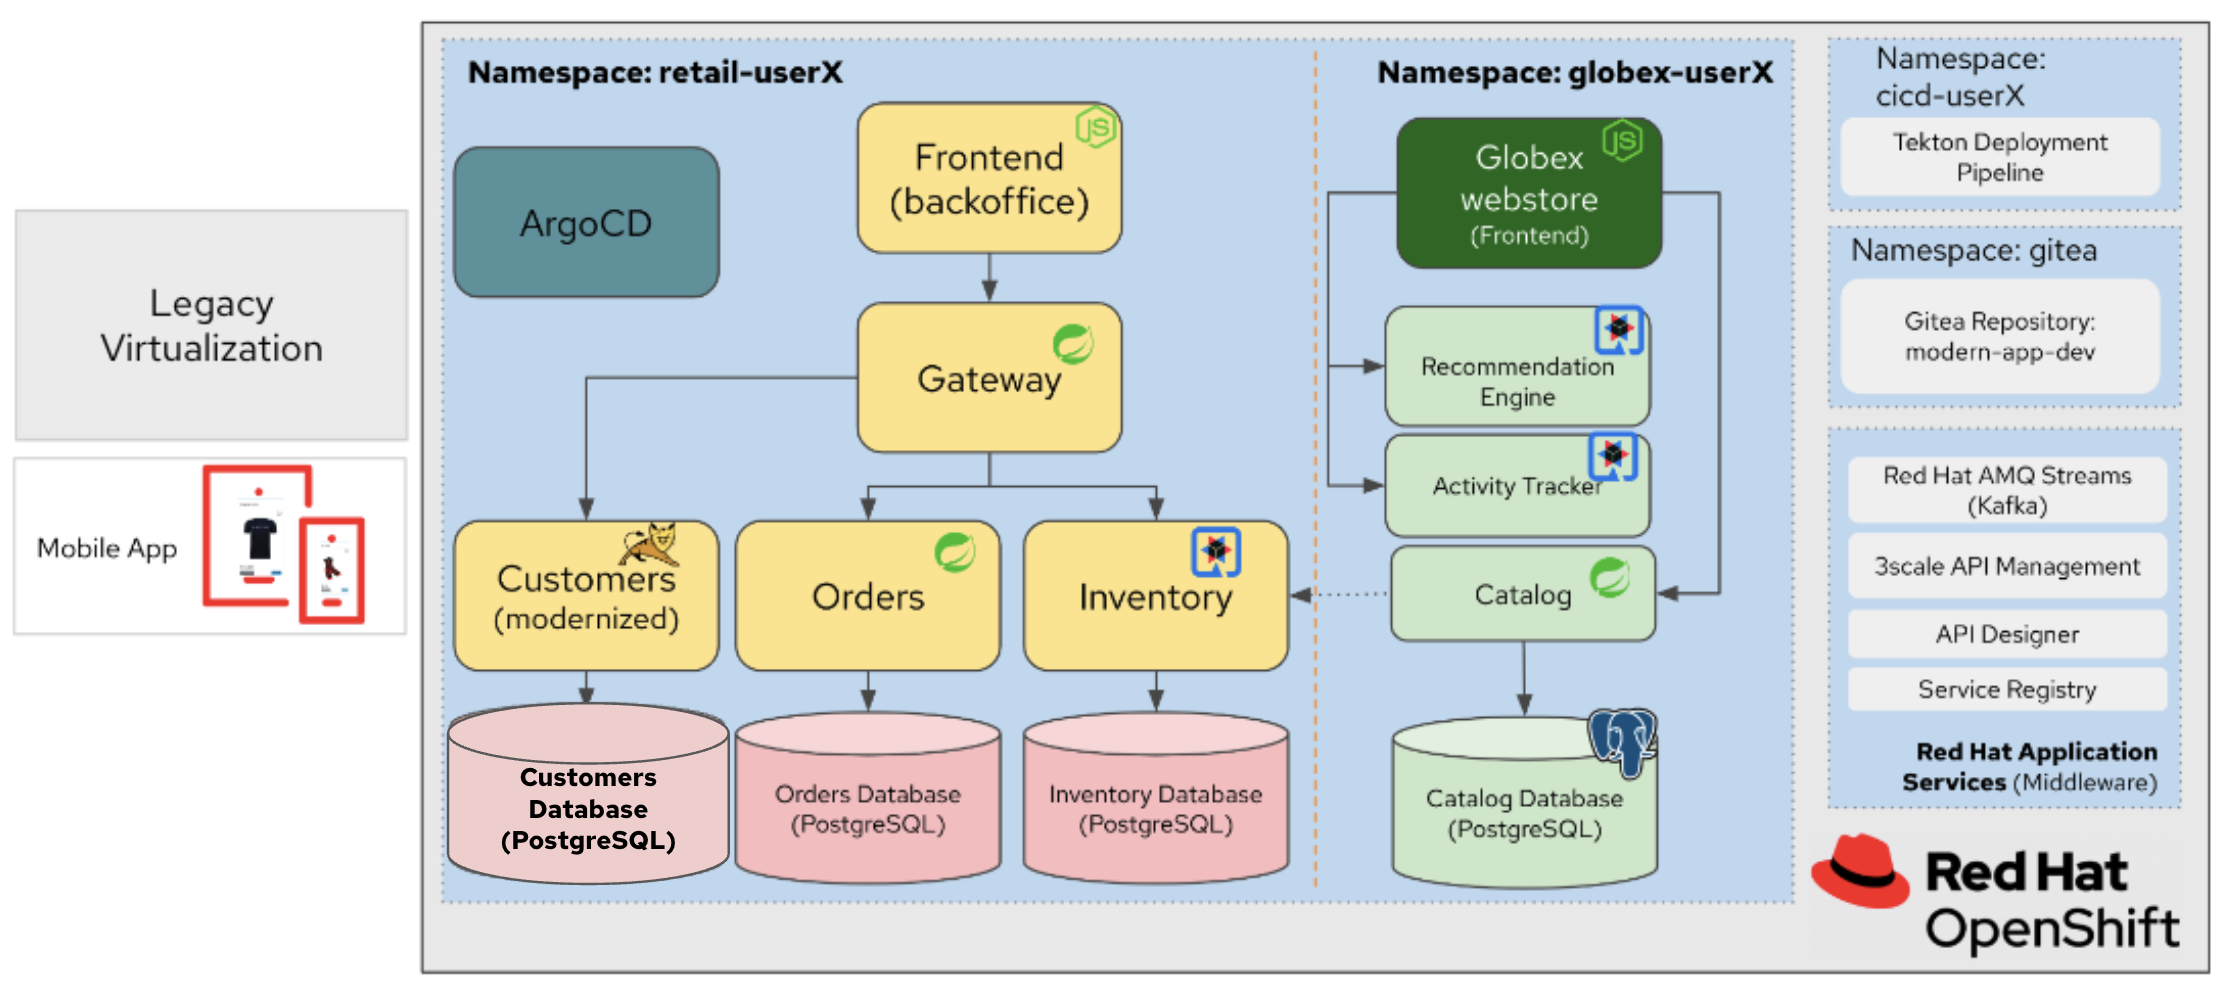 Legacy
Virtualization
Mobile App
Namespace: retail-userX
ArgoCD
Frontend
(backoffice)
JS
Gateway
Customers
(modernized)
Orders
Inventory
Customers
Database
(PostgreSQL)
Orders Database
(PostgreSQL)
Inventory Database
(PostgreSQL)
Namespace: globex-userX
Globex
webstore
(Frontend)
JS
Recommendation
Engine
Activity Tracker
Catalog
Catalog Database
(PostgreSQL)
Namespace:
cicd-userX
Tekton Deployment
Pipeline
Namespace: gitea
Gitea Repository:
modern-app-dev
Red Hat AMQ Streams
(Kafka)
3scale API Management
API Designer
Service Registry
Red Hat Application
Services (Middleware)
Red Hat
OpenShift